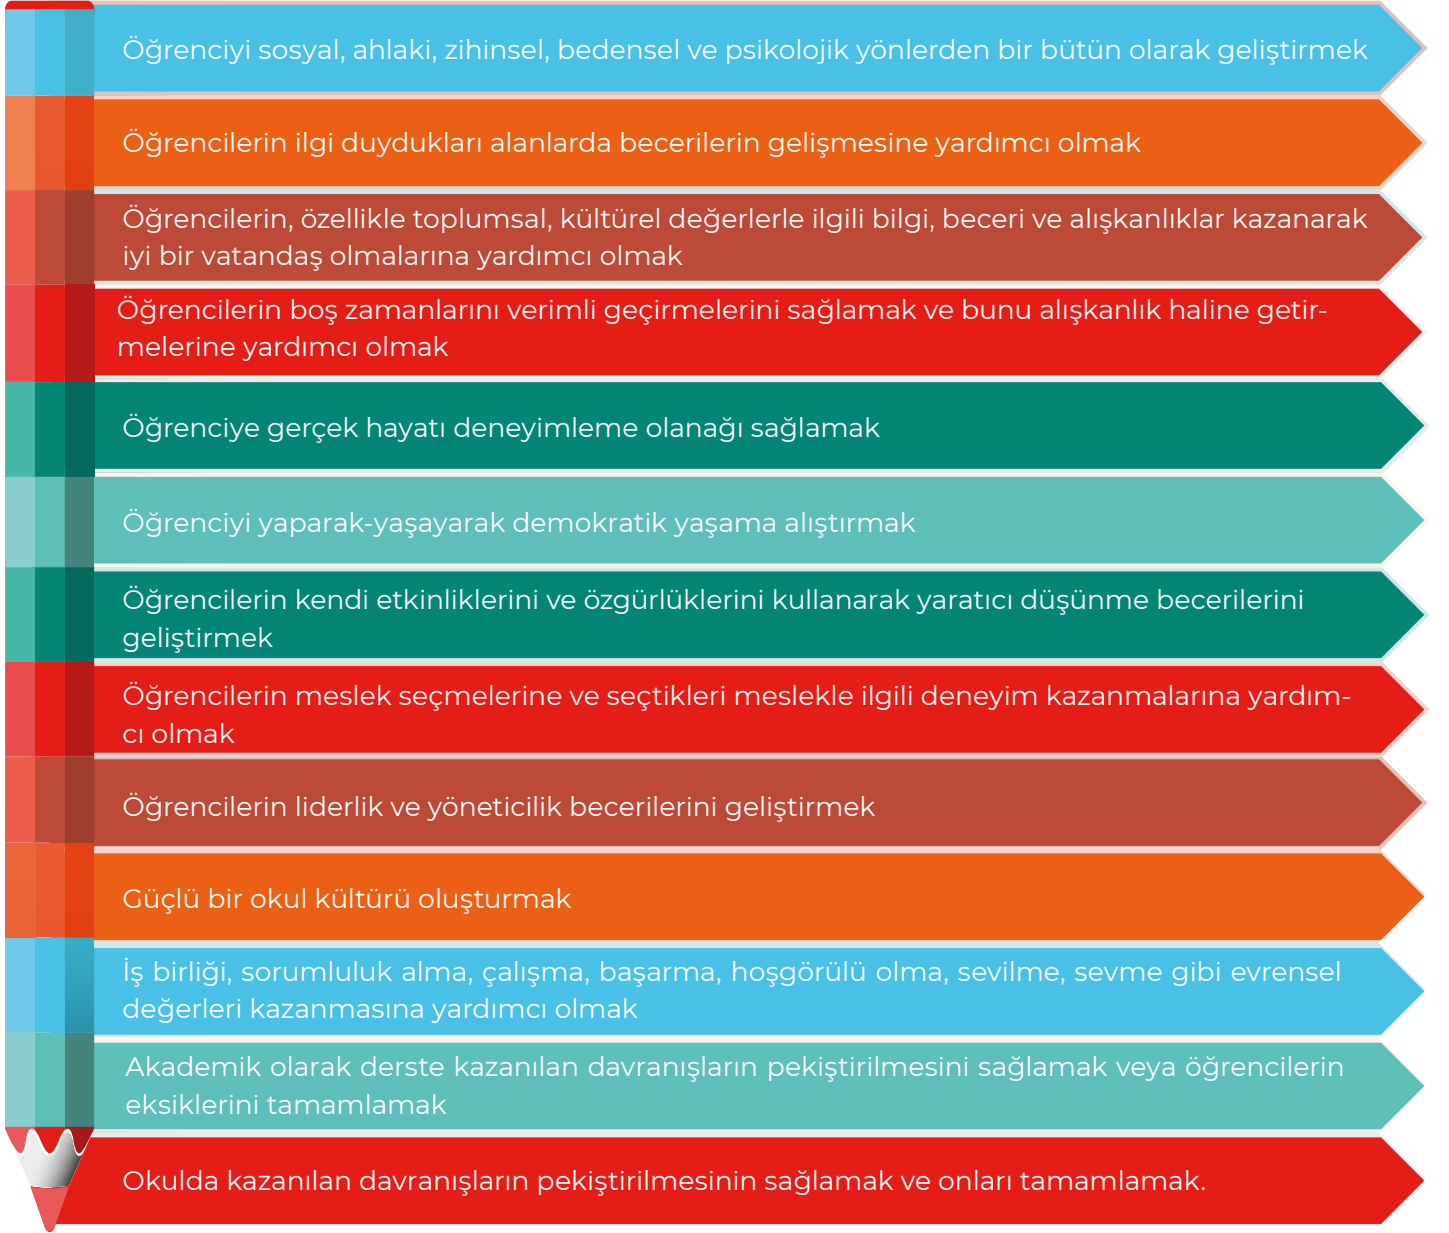 Öğrenciyi sosyal, ahlaki, zihinsel, bedensel ve psikolojik yönlerden bir bütün olarak geliştirmek
Öğrencilerin ilgi duydukları alanlarda becerilerin gelişmesine yardımcı olmak
Öğrencilerin, özellikle toplumsal, kültürel değerlerle ilgili bilgi, beceri ve alışkanlıklar kazanarak
iyi bir vatandaş olmalarına yardımcı olmak
Öğrencilerin boş zamanlarını verimli geçirmelerini sağlamak ve bunu alışkanlık haline getir-
melerine yardımcı olmak
Öğrenciye gerçek hayatı deneyimleme olanağı sağlamak
Öğrenciyi yaparak-yaşayarak demokratik yaşama alıştırmak
Öğrencilerin kendi etkinliklerini ve özgürlüklerini kullanarak yaratıcı düşünme becerilerini
geliştirmek
Öğrencilerin meslek seçmelerine ve seçtikleri meslekle ilgili deneyim kazanmalarına yardım-
cı olmak
Öğrencilerin liderlik ve yöneticilik becerilerini geliştirmek
Güçlü bir okul kültürü oluşturmak
İş birliği, sorumluluk alma, çalışma, başarma, hoşgörülü olma, sevilme, sevme gibi evrensel
değerleri kazanmasına yardımcı olmak
Akademik olarak derste kazanılan davranışların pekiştirilmesini sağlamak veya öğrencilerin
eksiklerini tamamlamak
Okulda kazanılan davranışların pekiştirilmesinin sağlamak ve onları tamamlamak.